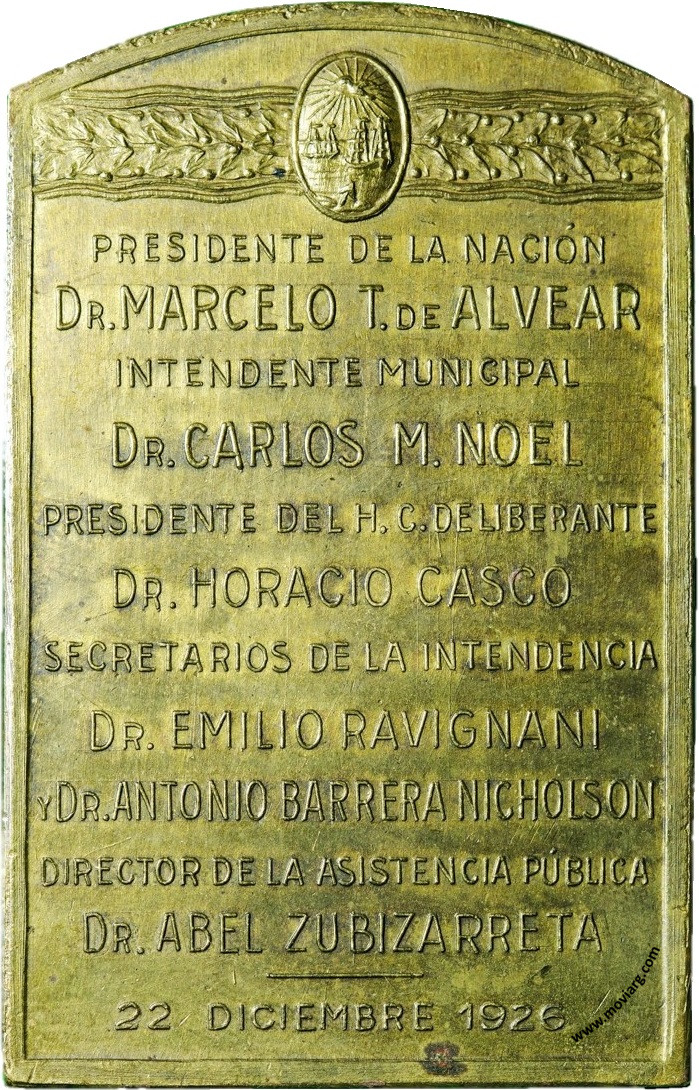 PRESIDENTE DE LA NACIÓN
DR. MARCELO T. DE ALVEAR
INTENDENTE MUNICIPAL
DR. CARLOS M. NOEL
PRESIDENTE DEL H. C. DELIBERANTE
DR. HORACIO CASCO
SECRETARIOS DE LA INTENDENCIA
DR. EMILIO RAVIGNANI
Y DR. ANTONIO BARRERA NICHOLSON
DIRECTOR DE LA ASISTENCIA PÚBLICA
DR. ABEL ZUBIZARRETA
22 DICIEMBRE 1926
www.moviarg.com